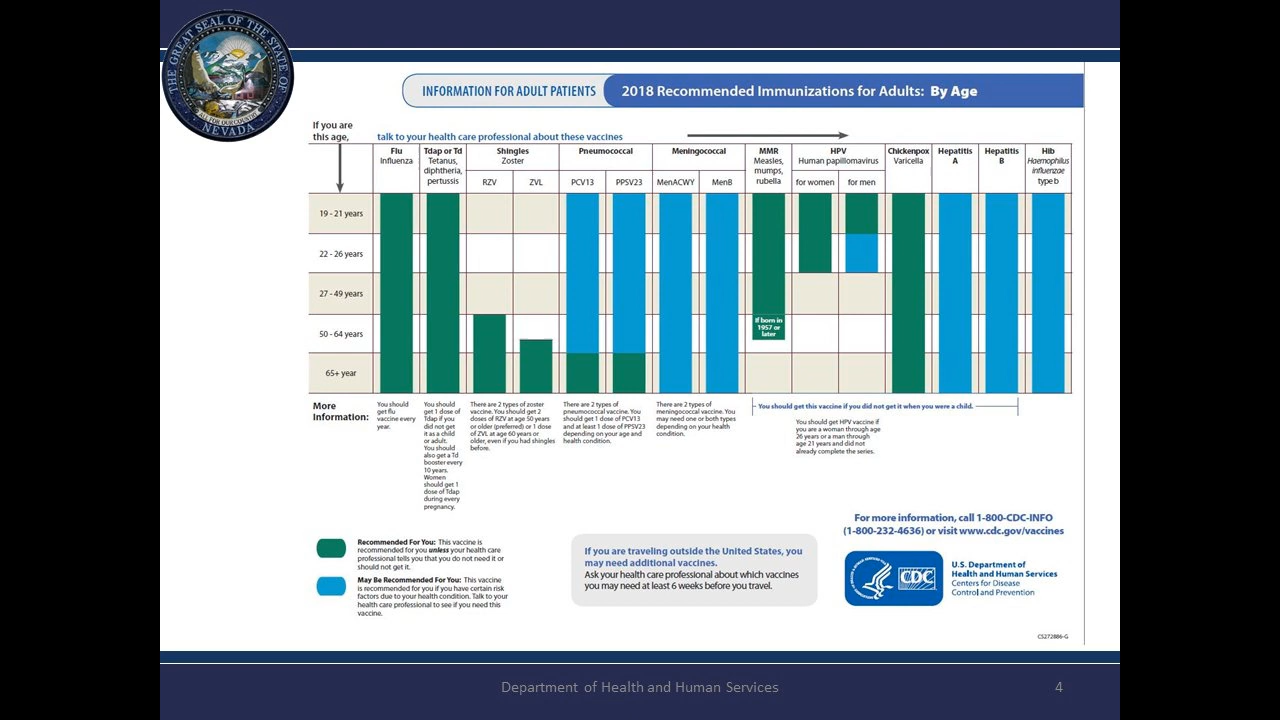 THE GREAT SEAL OF THE STATE OF
NEVADA
ALL FOR OUR COUNTRY
INFORMATION FOR ADULT PATIENTS
2018 Recommended Immunizations for Adults: By Age
If you are
this age,
talk to your health care professional about these vaccines
Flu
Influenza
Tdap or Td
Tetanus,
diphtheria,
pertussis
Shingles
Zoster
RZV
ZVL
Pneumococcal
PCV13
PPSV23
Meningococcal
MenACWY
MenB
MMR
Measles,
mumps,
rubella
HPV
Human papillomavirus
for women
for men
Chickenpox
Varicella
Hepatitis
A
Hepatitis
B
Hib
Haemophilus
influenzae
type b
19 - 21 years
22 - 26 years
27 - 49 years
50 - 64 years
65+ year
If born in
1957 or
later
More
Information:
You should
get flu
vaccine every
year.
You should
get 1 dose of
Tdap if you
did not get
it as a child
or adult.
You should
also get a Td
booster every
10 years.
Women
should get 1
dose of Tdap
during every
pregnancy.
There are 2 types of zoster
vaccine. You should get 2
doses of RZV at age 50 years
or older (preferred) or 1 dose
of ZVL at age 60 years or
older, even if you had shingles
before.
There are 2 types of
pneumococcal vaccine. You
should get 1 dose of PCV13
and at least 1 dose of PPSV23
depending on your age and
health condition.
There are 2 types of
meningococcal vaccine. You
may need one or both types
depending on your health
condition.
You should get this vaccine if you did not get it when you were a child.
You should get HPV vaccine if
you are a woman through age
26 years or a man through
age 21 years and did not
already complete the series.
Recommended For You: This vaccine is
recommended for you unless your health care
professional tells you that you do not need it or
should not get it.
May Be Recommended For You: This vaccine
is recommended for you if you have certain risk
factors due to your health condition. Talk to your
health care professional to see if you need this
vaccine.
If you are traveling outside the United States, you
may need additional vaccines.
Ask your health care professional about which vaccines
you may need at least 6 weeks before you travel.
For more information, call 1-800-CDC-INFO
(1-800-232-4636) or visit www.cdc.gov/vaccines
CDC
U.S. Department of
Health and Human Services
Centers for Disease
Control and Prevention
CS272886-G
Department of Health and Human Services
4